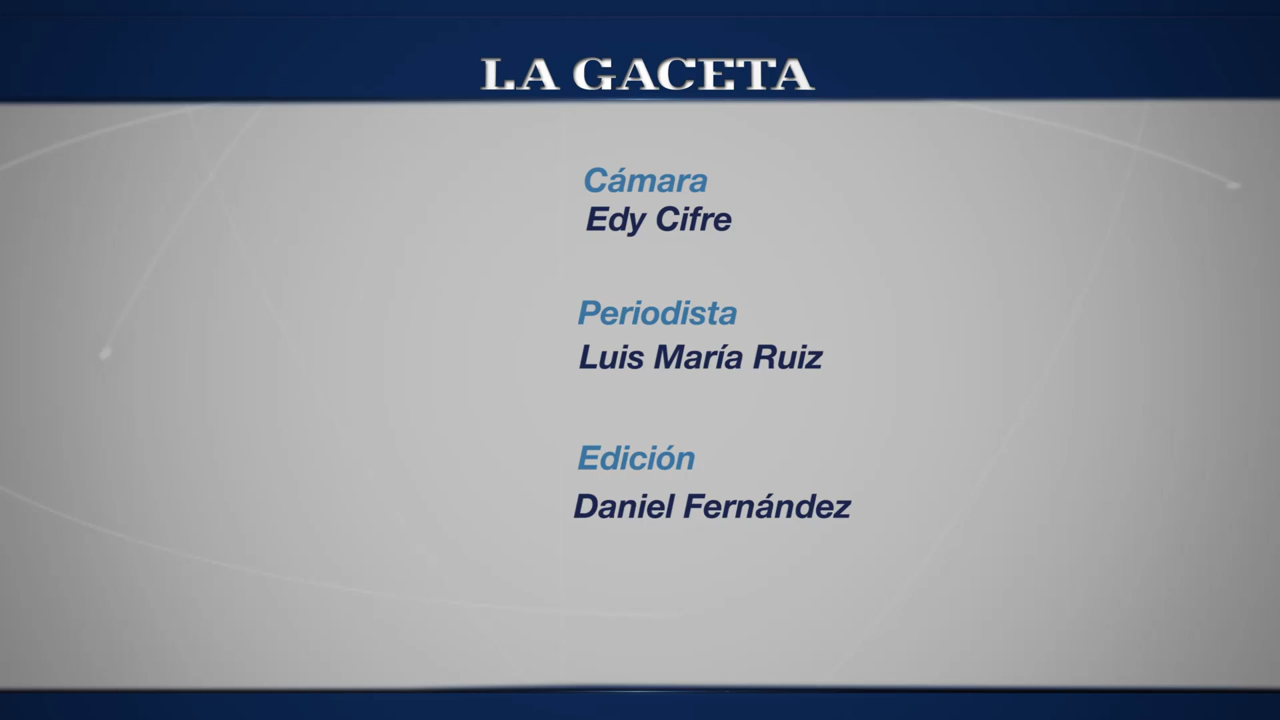 LA GACETA
Cámara
Edy Cifre
Periodista
Luis María Ruiz
Edición
Daniel Fernández